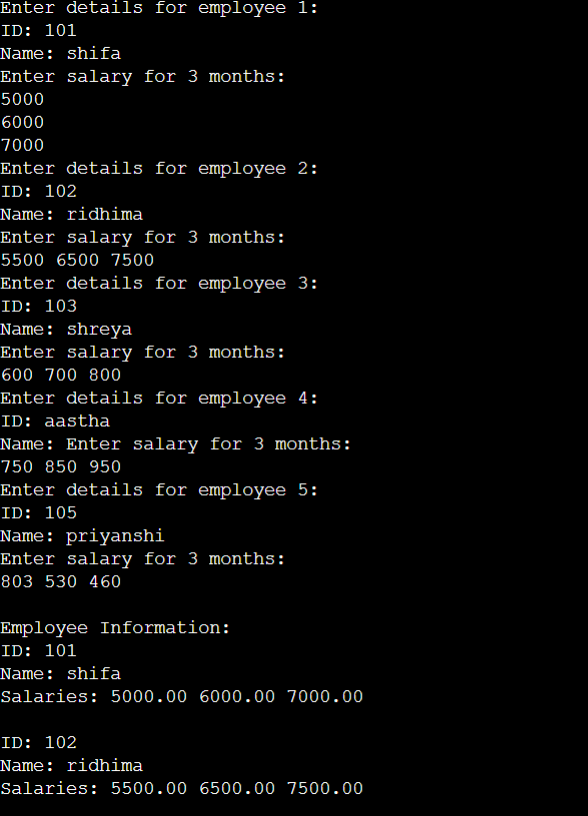 Enter details for employee 1:
ID: 101
Name: shifa
Enter salary for 3 months:
5000
6000
7000
Enter details for employee 2:
ID: 102
Name: ridhima
Enter salary for 3 months:
5500 6500 7500
Enter details for employee 3:
ID: 103
Name: shreya
Enter salary for 3 months:
600 700 800
Enter details for employee 4:
ID: aastha
Name: Enter salary for 3 months:
750 850 950
Enter details for employee 5:
ID: 105
Name: priyanshi
Enter salary for 3 months:
803 530 460
Employee Information:
ID: 101
Name: shifa
Salaries: 5000.00 6000.00 7000.00
ID: 102
Name: ridhima
Salaries: 5500.00 6500.00 7500.00